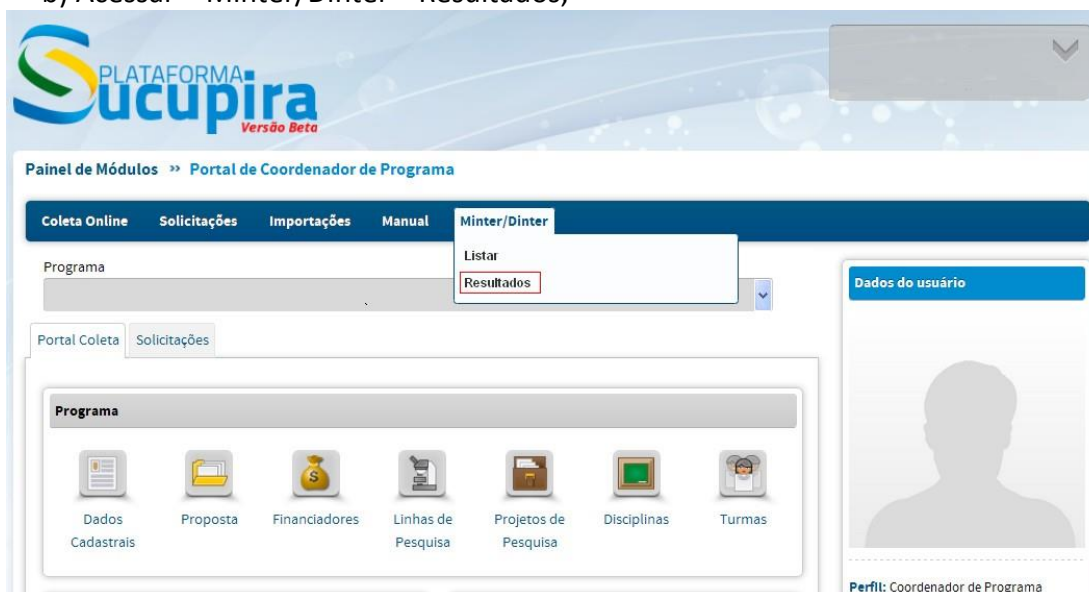 b) Acessar – Minter/Dinter – Resultados;
PLATAFORMA
Sucupira
Versão Beta
Painel de Módulos » Portal de Coordenador de Programa
Coleta Online Solicitações Importações Manual Minter/Dinter
Listar
Resultados
Programa
Dados do usuário
Portal Coleta Solicitações
Programa
Dados Cadastrais
Proposta
Financiadores
Linhas de Pesquisa
Projetos de Pesquisa
Disciplinas
Turmas
Perfil: Coordenador de Programa